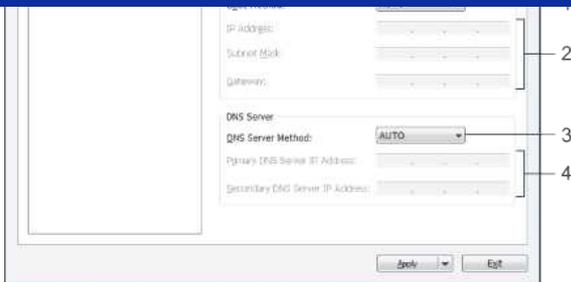 IP Address:
2
Subnet Mask:
Gateway:
DNS Server
DNS Server Method:
AUTO
3
Primary DNS Server IP Address:
4
Secondary DNS Server IP Address:
Apply
Exit